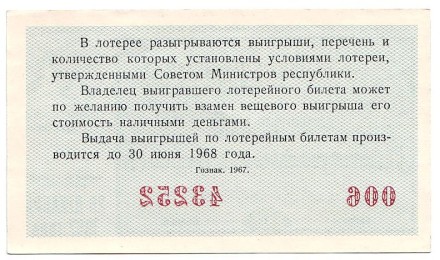 В лотерее разыгрываются выигрыши, перечень и
количество которых установлены условиями лотереи,
утвержденными Советом Министров республики.
Владелец выигравшего лотерейного билета может
по желанию получить взамен вещевого выигрыша его
стоимость наличными деньгами.
Выдача выигрышей по лотерейным билетам произ-
водится до 30 июня 1968 года.
Гознак. 1967.
43252 006